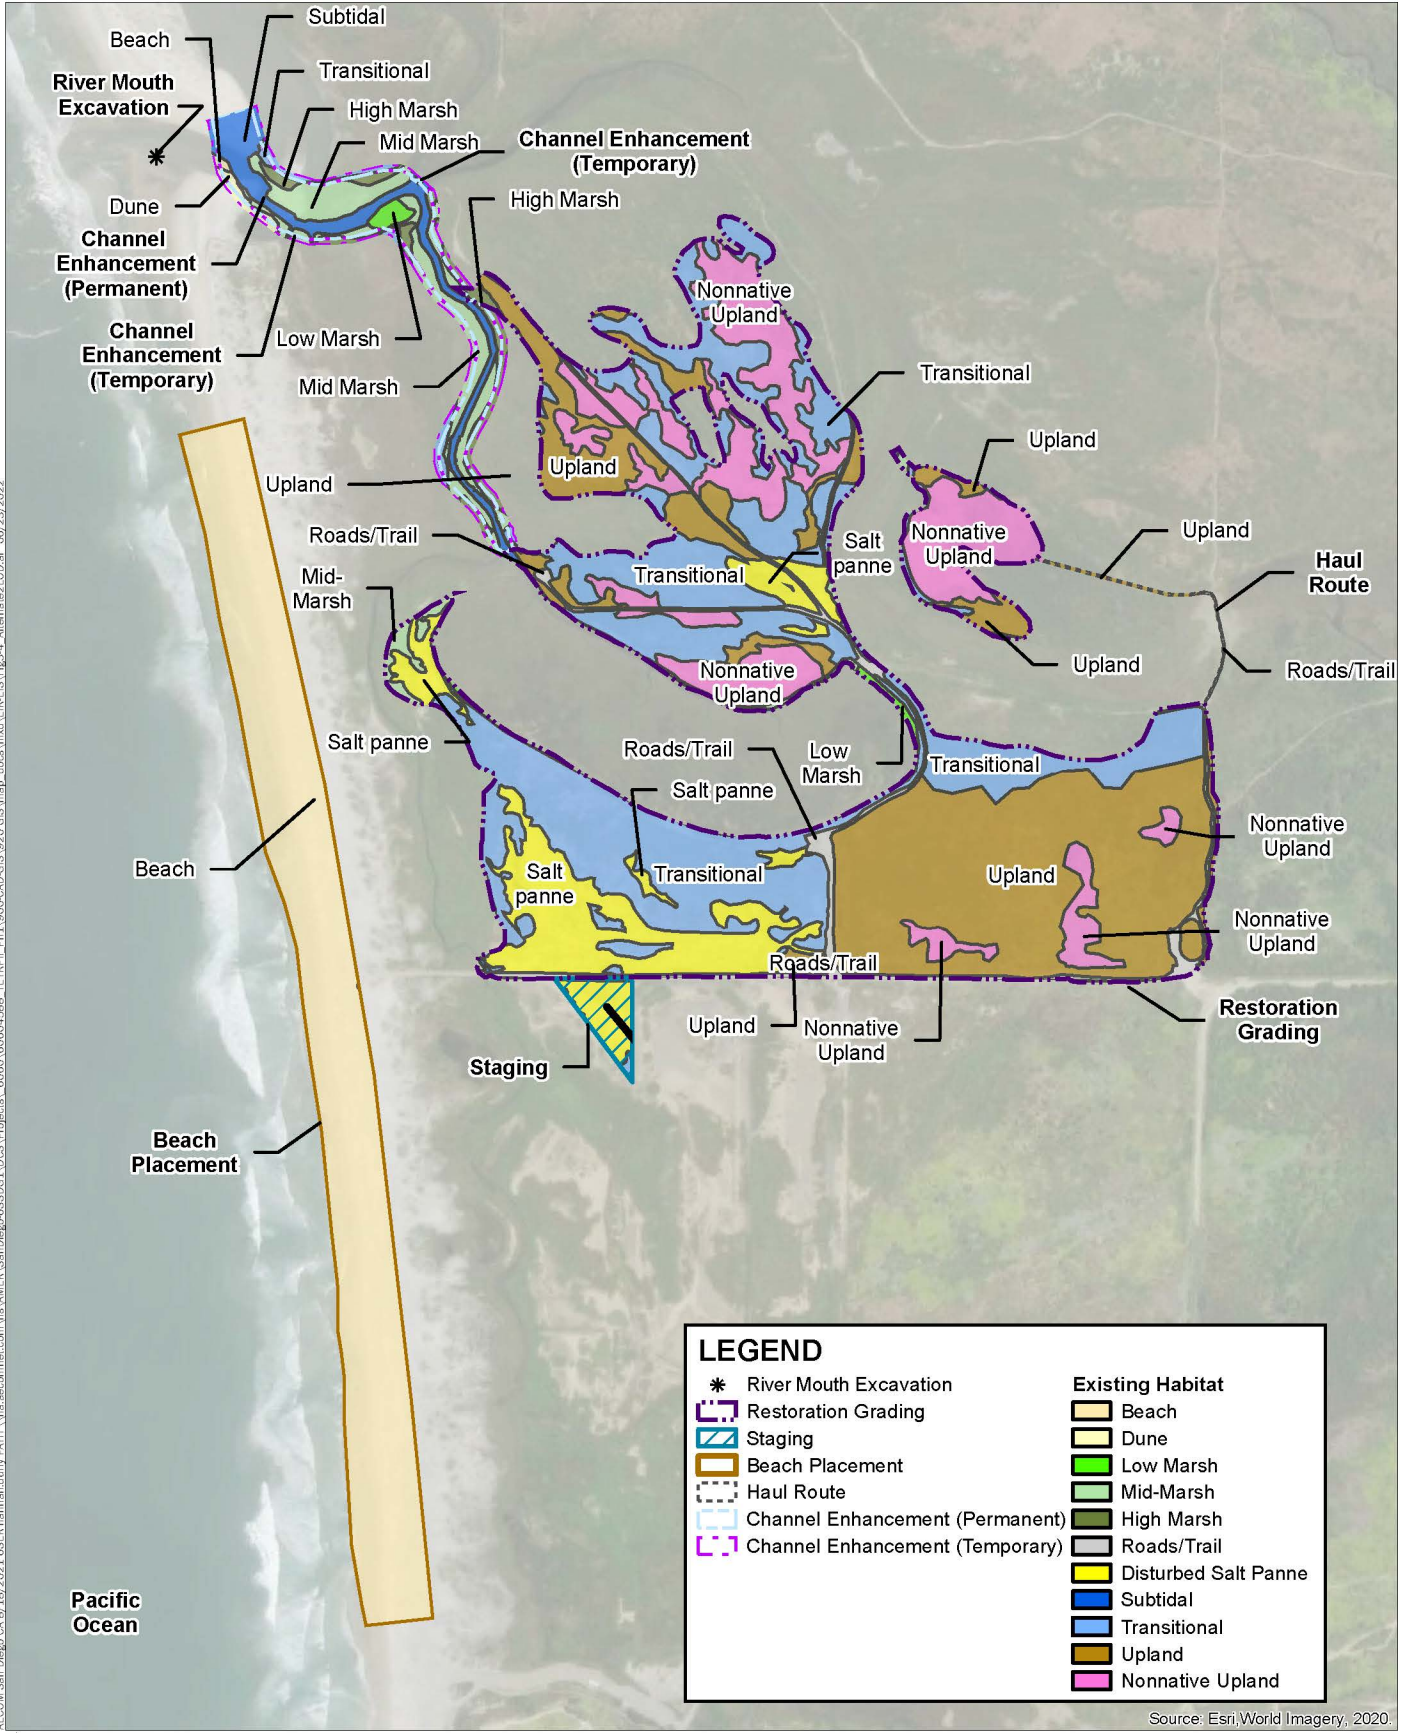 Subtidal
Beach
Transitional
River Mouth
Excavation
High Marsh
Mid Marsh
Channel Enhancement
(Temporary)
High Marsh
Dune
Channel
Enhancement
(Permanent)
Nonnative
Upland
Channel
Enhancement
(Temporary)
Low Marsh
Mid Marsh
Transitional
Upland
Upland
Upland
Nonnative
Upland
Upland
Roads/Trail
Salt
panne
Transitional
Haul
Route
Mid-
Marsh
Upland
Roads/Trail
Nonnative
Upland
Salt panne
Roads/Trail
Low
Marsh
Transitional
Salt panne
Nonnative
Upland
Beach
Salt
panne
Transitional
Upland
Nonnative
Upland
Roads/Trail
Upland
Nonnative
Upland
Restoration
Grading
Staging
Beach
Placement
LEGEND
River Mouth Excavation
Restoration Grading
Staging
Beach Placement
Haul Route
Channel Enhancement (Permanent)
Channel Enhancement (Temporary)
Existing Habitat
Beach
Dune
Low Marsh
Mid-Marsh
High Marsh
Roads/Trail
Disturbed Salt Panne
Subtidal
Transitional
Upland
Nonnative Upland
Pacific
Ocean
Source: Esri,World Imagery, 2020.